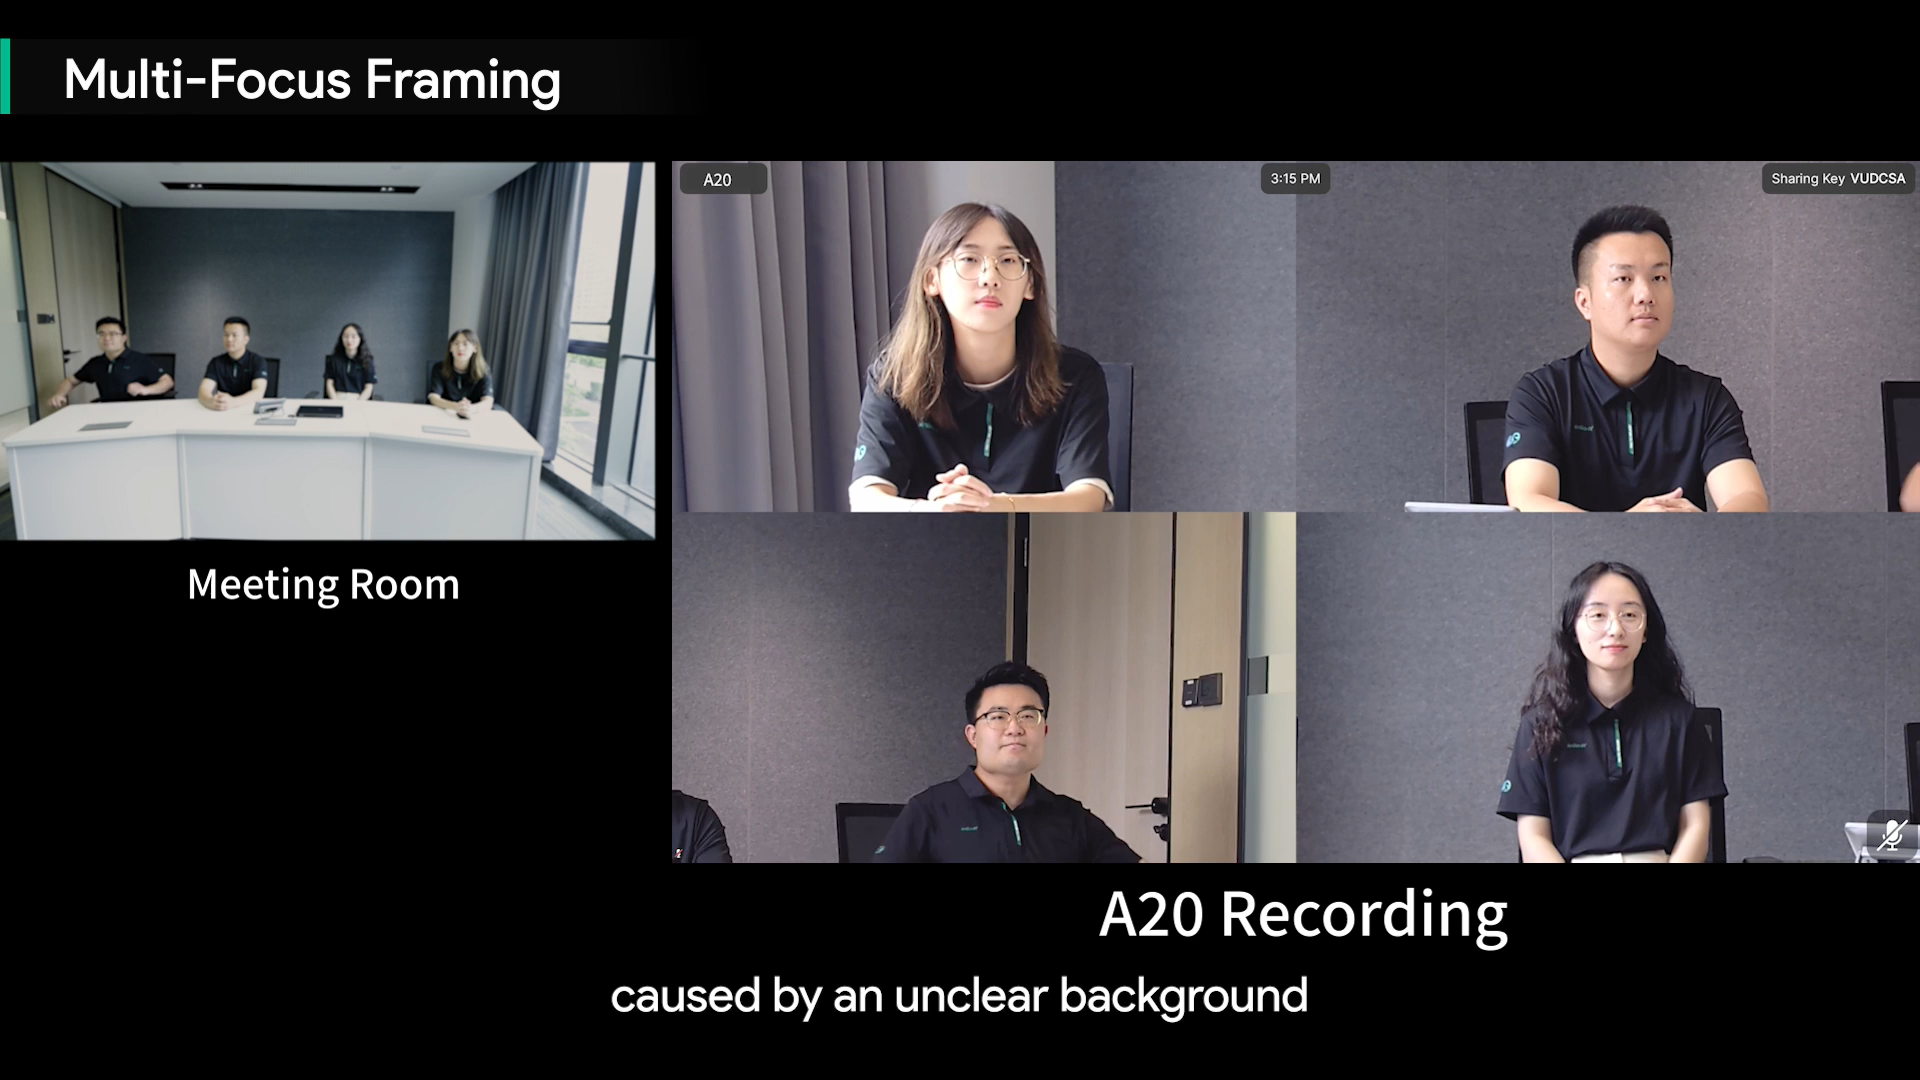 Multi-Focus Framing
A20
3:15 PM
Sharing Key VUDCSA
Meeting Room
A20 Recording
caused by an unclear background